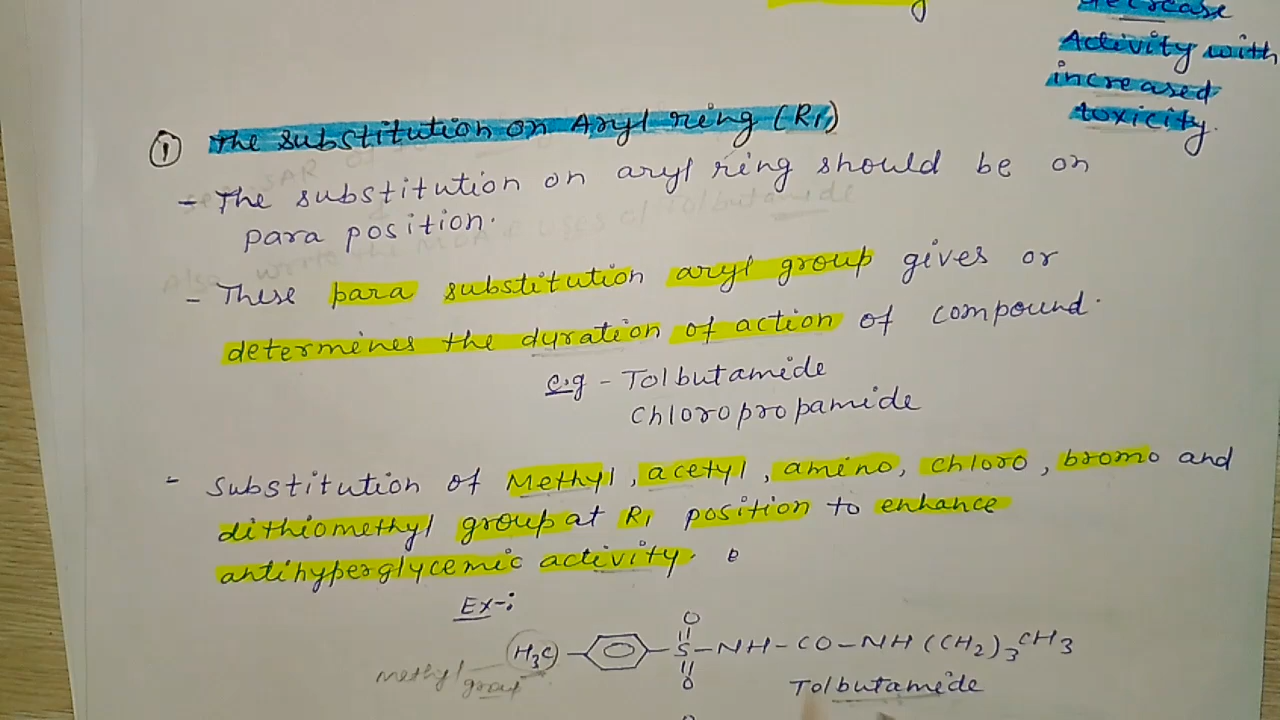 decrease
Activity with
increased
toxicity.
① The substitution on Aryl ring (R1)
- The substitution on aryl ring should be on
para position.
- These para substitution aryl group gives or
determines the duration of action of compound.
e.g - Tolbutamide
Chloropropamide
- Substitution of Methyl, acetyl, amino, chloro, bromo and
dithiomethyl group at R1 position to enhance
antihyperglycemic activity.
Ex-:
O
H3C - S - NH - CO - NH (CH2)3 CH3
O
methyl group
Tolbutamide